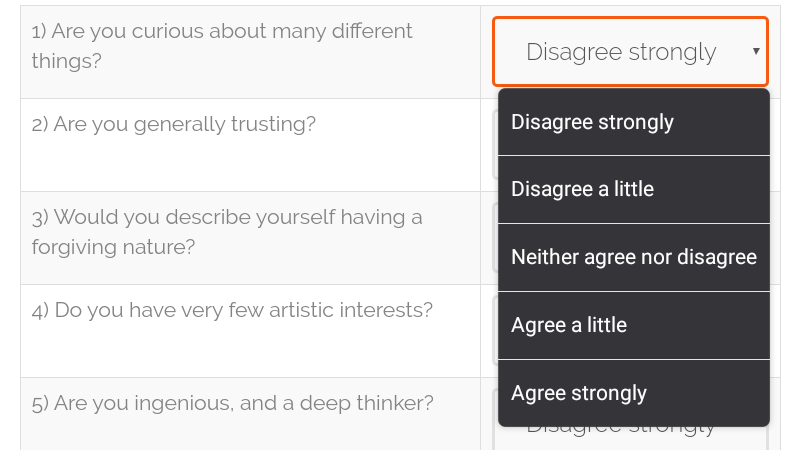 1) Are you curious about many different
things?
Disagree strongly
Disagree strongly
Disagree a little
Neither agree nor disagree
Agree a little
Agree strongly
2) Are you generally trusting?
3) Would you describe yourself having a
forgiving nature?
4) Do you have very few artistic interests?
5) Are you ingenious, and a deep thinker?
Disagree strongly